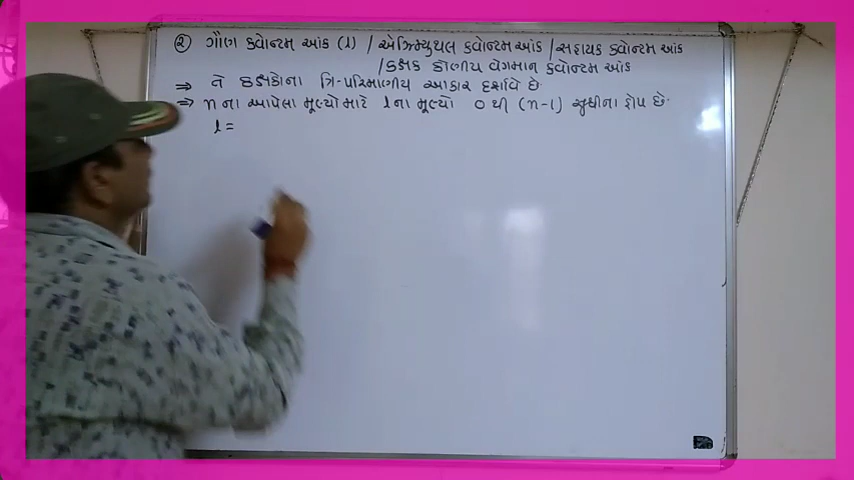 ② ગૌણ ક્વોન્ટમ આંક (l) / એઝિમ્યુથલ ક્વોન્ટમ આંક / સહાયક ક્વોન્ટમ આંક
/ કક્ષક કોણીય વેગમાન ક્વોન્ટમ આંક
⇒ તે કક્ષકોના ત્રિ-પરિમાણીય આકાર દર્શાવે છે.
⇒ n ના આપેલા મૂલ્યો માટે l ના મૂલ્યો 0 થી (n-1) સુધીના હોય છે.
l =